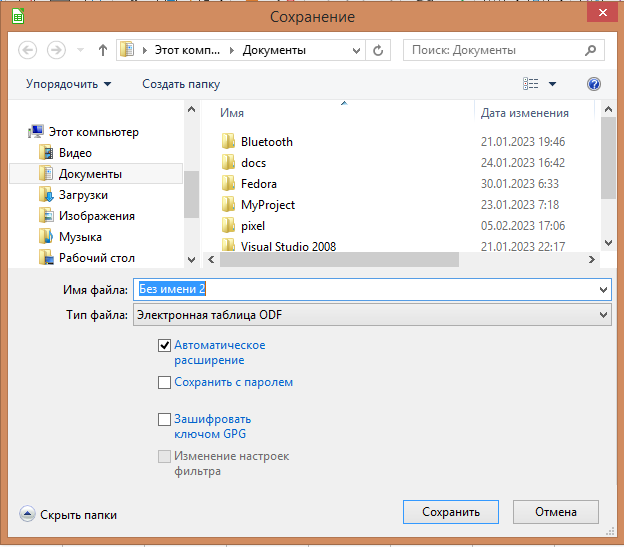 Сохранение
Этот комп...
Документы
Поиск: Документы
Упорядочить
Создать папку
Имя
Дата изменения
Этот компьютер
Видео
Документы
Загрузки
Изображения
Музыка
Рабочий стол
Bluetooth 21.01.2023 19:46
docs 24.01.2023 16:42
Fedora 30.01.2023 6:33
MyProject 23.01.2023 7:18
pixel 05.02.2023 17:06
Visual Studio 2008 21.01.2023 22:17
Имя файла: Без имени 2
Тип файла: Электронная таблица ODF
Автоматическое
расширение
Сохранить с паролем
Зашифровать
ключом GPG
Изменение настроек
фильтра
Скрыть папки
Сохранить
Отмена